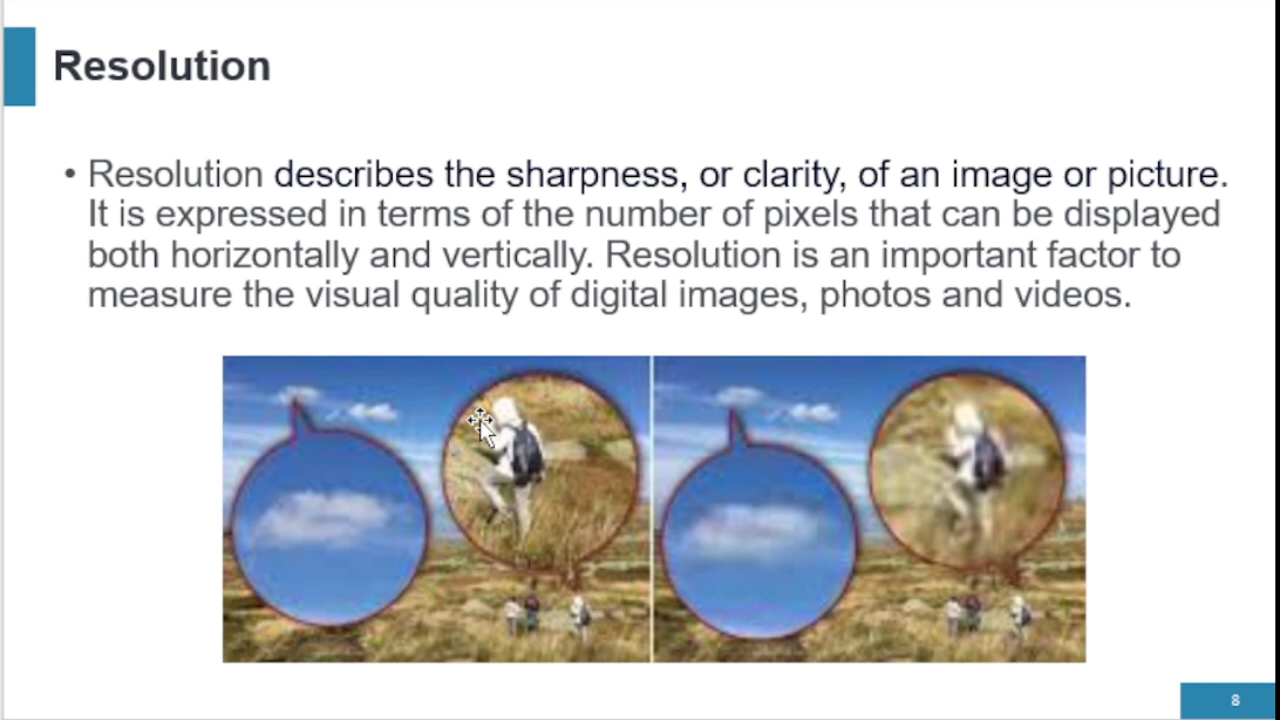 Resolution
• Resolution describes the sharpness, or clarity, of an image or picture.
It is expressed in terms of the number of pixels that can be displayed
both horizontally and vertically. Resolution is an important factor to
measure the visual quality of digital images, photos and videos.
8